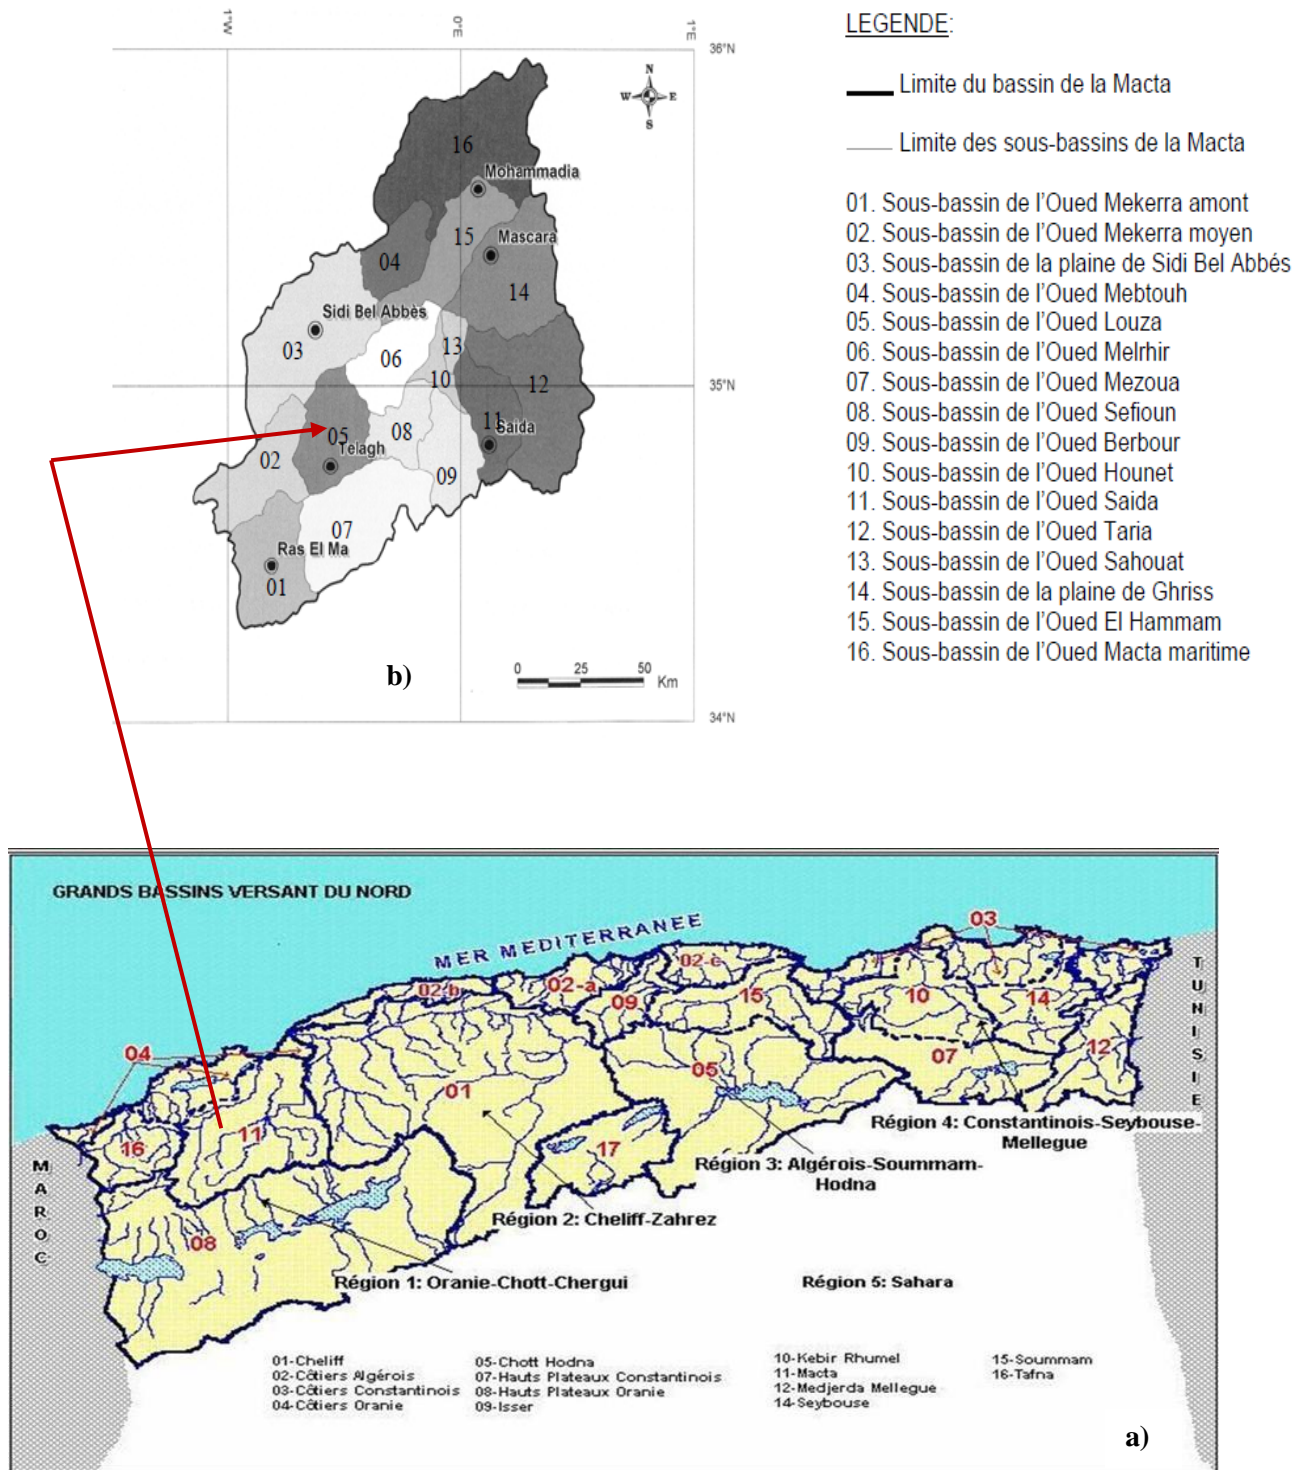 1°W
0°E
1°E
36°N
N
W
E
S
16
Mohammadia
15
Mascara
04
14
Sidi Bel Abbès
03
13
06
10
12
35°N
05
08
11
Saida
02
Telagh
09
07
Ras El Ma
01
b)
0 25 50
Km
34°N
LEGENDE:
Limite du bassin de la Macta
Limite des sous-bassins de la Macta
01. Sous-bassin de l'Oued Mekerra amont
02. Sous-bassin de l'Oued Mekerra moyen
03. Sous-bassin de la plaine de Sidi Bel Abbés
04. Sous-bassin de l'Oued Mebtouh
05. Sous-bassin de l'Oued Louza
06. Sous-bassin de l'Oued Melrhir
07. Sous-bassin de l'Oued Mezoua
08. Sous-bassin de l'Oued Sefioun
09. Sous-bassin de l'Oued Berbour
10. Sous-bassin de l'Oued Hounet
11. Sous-bassin de l'Oued Saida
12. Sous-bassin de l'Oued Taria
13. Sous-bassin de l'Oued Sahouat
14. Sous-bassin de la plaine de Ghriss
15. Sous-bassin de l'Oued El Hammam
16. Sous-bassin de l'Oued Macta maritime
GRANDS BASSINS VERSANT DU NORD
MER MEDITERRANEE
03
02-c
02-b
02-a
09
15
10
14
04
07
12
05
01
16
11
17
08
MAROC
TUNISIE
Région 4: Constantinois-Seybouse-
Mellegue
Région 3: Algérois-Soummam-
Hodna
Région 2: Cheliff-Zahrez
Région 1: Oranie-Chott-Chergui
Région 5: Sahara
01-Cheliff
02-Côtiers Algérois
03-Côtiers Constantinois
04-Côtiers Oranie
05-Chott Hodna
07-Hauts Plateaux Constantinois
08-Hauts Plateaux Oranie
09-Isser
10-Kebir Rhumel
11-Macta
12-Medjerda Mellegue
14-Seybouse
15-Soummam
16-Tafna
a)